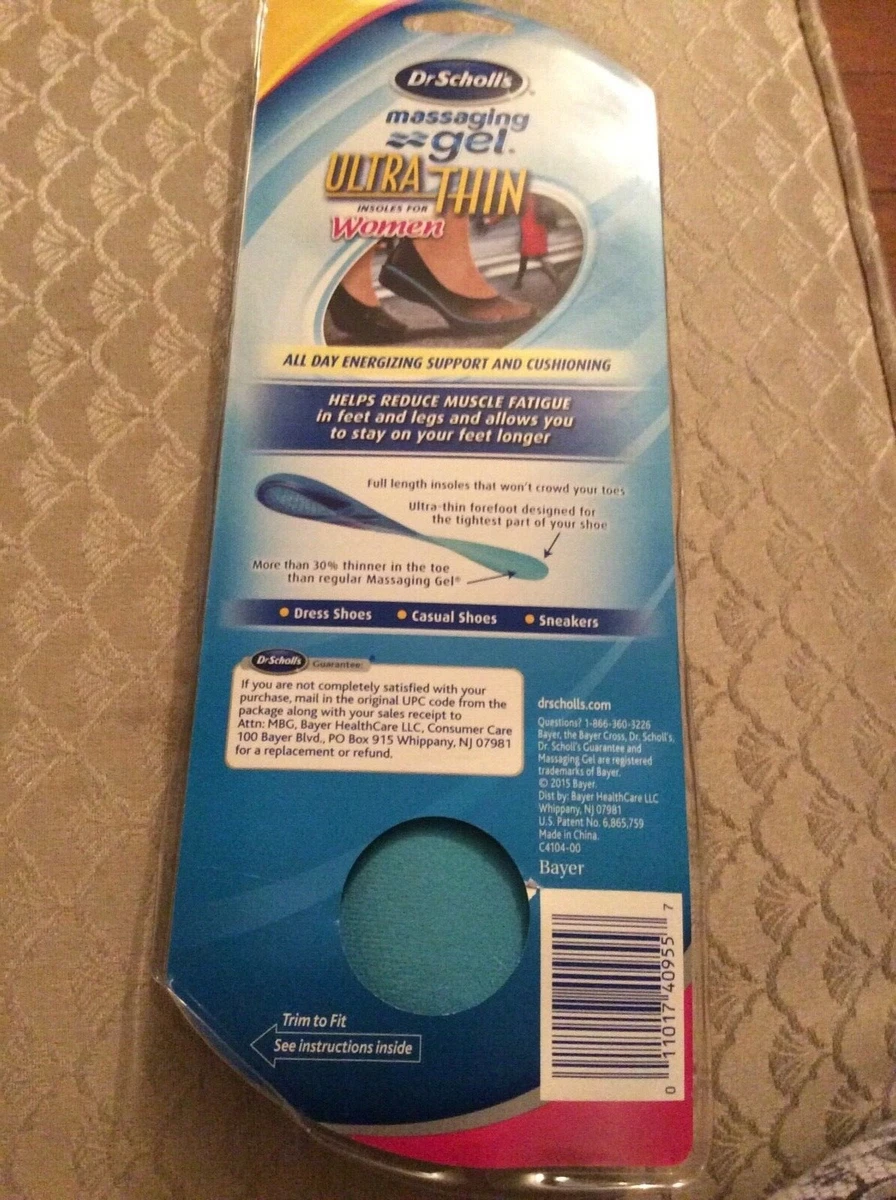 Dr Scholl's
massaging
gel.
ULTRA THIN
INSOLES FOR
Women
ALL DAY ENERGIZING SUPPORT AND CUSHIONING
HELPS REDUCE MUSCLE FATIGUE
in feet and legs and allows you
to stay on your feet longer
Full length insoles that won't crowd your toes
Ultra-thin forefoot designed for
the tightest part of your shoe
More than 30% thinner in the toe
than regular Massaging Gel®
• Dress Shoes • Casual Shoes • Sneakers
Dr Scholl's Guarantee:
If you are not completely satisfied with your
purchase, mail in the original UPC code from the
package along with your sales receipt to
Attn: MBG, Bayer HealthCare LLC, Consumer Care
100 Bayer Blvd., PO Box 915 Whippany, NJ 07981
for a replacement or refund.
drscholls.com
Questions? 1-866-360-3226
Bayer, the Bayer Cross, Dr. Scholl's,
Dr. Scholl's Guarantee and
Massaging Gel are registered
trademarks of Bayer.
© 2015 Bayer.
Dist by: Bayer HealthCare LLC
Whippany, NJ 07981
U.S. Patent No. 6,865,759
Made in China.
C4104-00
Bayer
0 11017 40955 7
Trim to Fit
See instructions inside